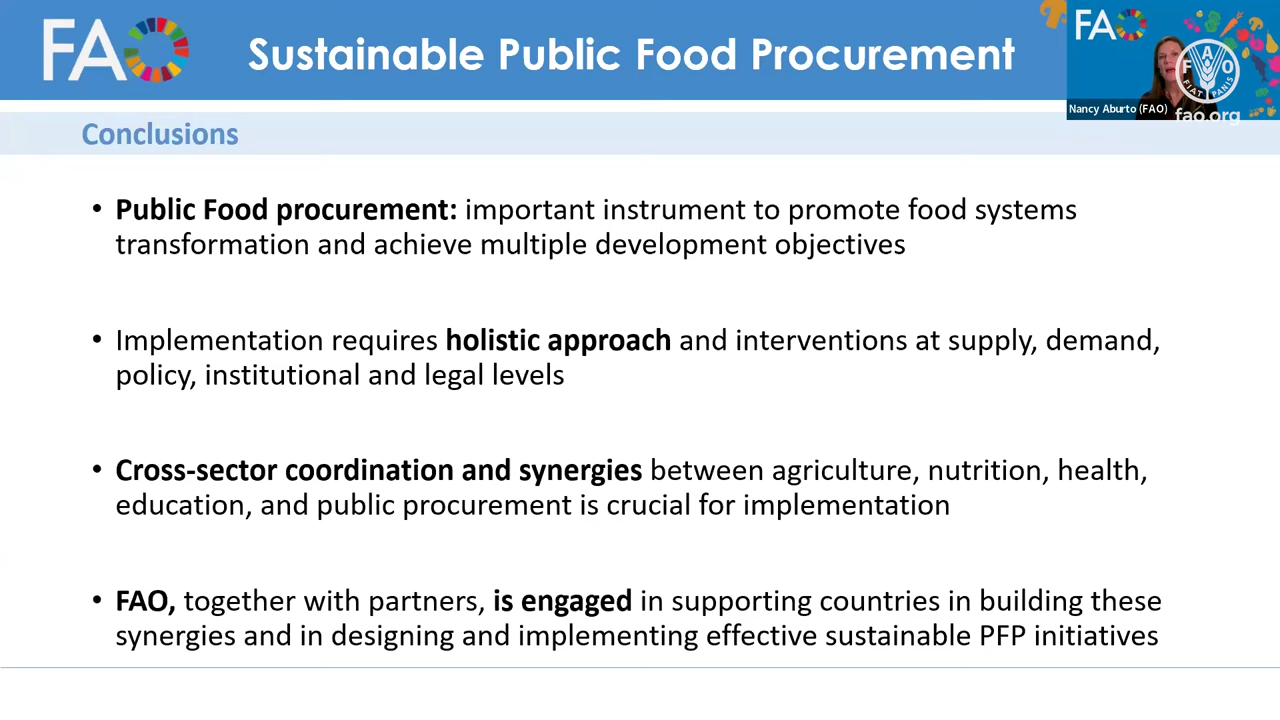 FAO
Sustainable Public Food Procurement
FAO
FAO
FIAT PANIS
Nancy Aburto (FAO)
fao.org
Conclusions
• Public Food procurement: important instrument to promote food systems
transformation and achieve multiple development objectives
• Implementation requires holistic approach and interventions at supply, demand,
policy, institutional and legal levels
• Cross-sector coordination and synergies between agriculture, nutrition, health,
education, and public procurement is crucial for implementation
• FAO, together with partners, is engaged in supporting countries in building these
synergies and in designing and implementing effective sustainable PFP initiatives